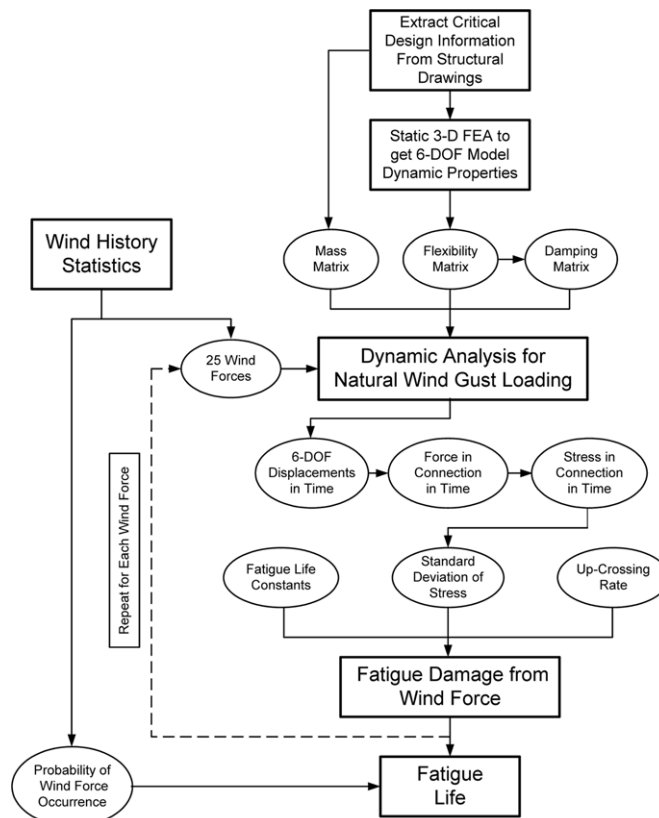 Extract Critical
Design Information
From Structural
Drawings
Static 3-D FEA to
get 6-DOF Model
Dynamic Properties
Wind History
Statistics
Mass
Matrix
Flexibility
Matrix
Damping
Matrix
25 Wind
Forces
Dynamic Analysis for
Natural Wind Gust Loading
Repeat for Each Wind Force
6-DOF
Displacements
in Time
Force in
Connection
in Time
Stress in
Connection
in Time
Fatigue Life
Constants
Standard
Deviation of
Stress
Up-Crossing
Rate
Fatigue Damage from
Wind Force
Probability of
Wind Force
Occurrence
Fatigue
Life